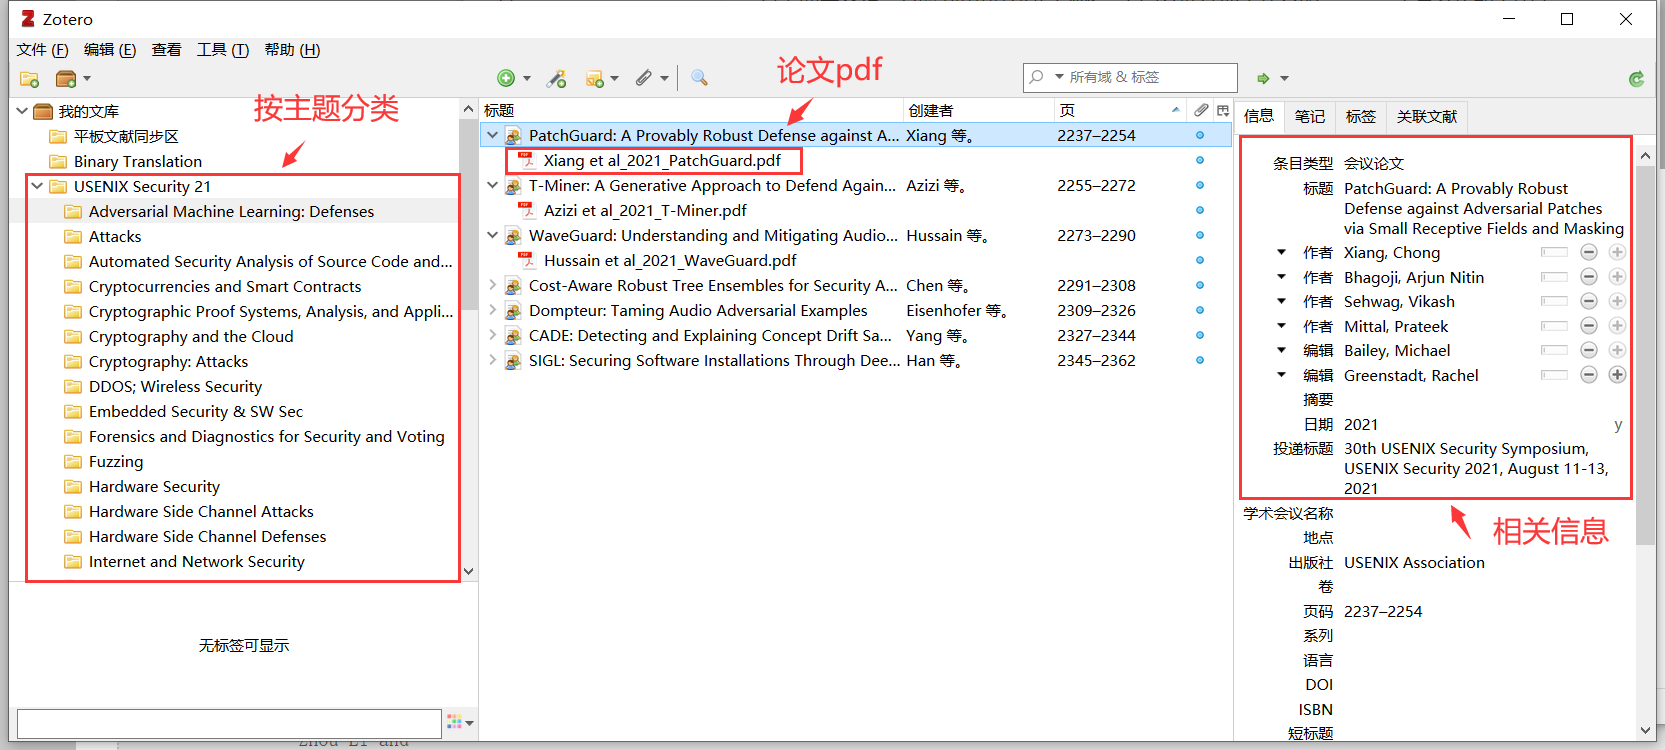 Zotero
文件 (F) 编辑 (E) 查看 工具 (T) 帮助 (H)
论文pdf
所有域 & 标签
我的文库
按主题分类
平板文献同步区
Binary Translation
USENIX Security 21
Adversarial Machine Learning: Defenses
Attacks
Automated Security Analysis of Source Code and...
Cryptocurrencies and Smart Contracts
Cryptographic Proof Systems, Analysis, and Appli...
Cryptography and the Cloud
Cryptography: Attacks
DDOS; Wireless Security
Embedded Security & SW Sec
Forensics and Diagnostics for Security and Voting
Fuzzing
Hardware Security
Hardware Side Channel Attacks
Hardware Side Channel Defenses
Internet and Network Security
无标签可显示
标题 创建者 页
PatchGuard: A Provably Robust Defense against A... Xiang 等。 2237–2254
Xiang et al_2021_PatchGuard.pdf
T-Miner: A Generative Approach to Defend Again... Azizi 等。 2255–2272
Azizi et al_2021_T-Miner.pdf
WaveGuard: Understanding and Mitigating Audio... Hussain 等。 2273–2290
Hussain et al_2021_WaveGuard.pdf
Cost-Aware Robust Tree Ensembles for Security A... Chen 等。 2291–2308
Dompteur: Taming Audio Adversarial Examples Eisenhofer 等。 2309–2326
CADE: Detecting and Explaining Concept Drift Sa... Yang 等。 2327–2344
SIGL: Securing Software Installations Through Dee... Han 等。 2345–2362
信息 笔记 标签 关联文献
条目类型 会议论文
标题 PatchGuard: A Provably Robust
Defense against Adversarial Patches
via Small Receptive Fields and Masking
作者 Xiang, Chong
作者 Bhagoji, Arjun Nitin
作者 Sehwag, Vikash
作者 Mittal, Prateek
编辑 Bailey, Michael
编辑 Greenstadt, Rachel
摘要
日期 2021 y
投递标题 30th USENIX Security Symposium,
USENIX Security 2021, August 11-13,
2021
学术会议名称
相关信息
地点
出版社 USENIX Association
卷
页码 2237–2254
系列
语言
DOI
ISBN
短标题